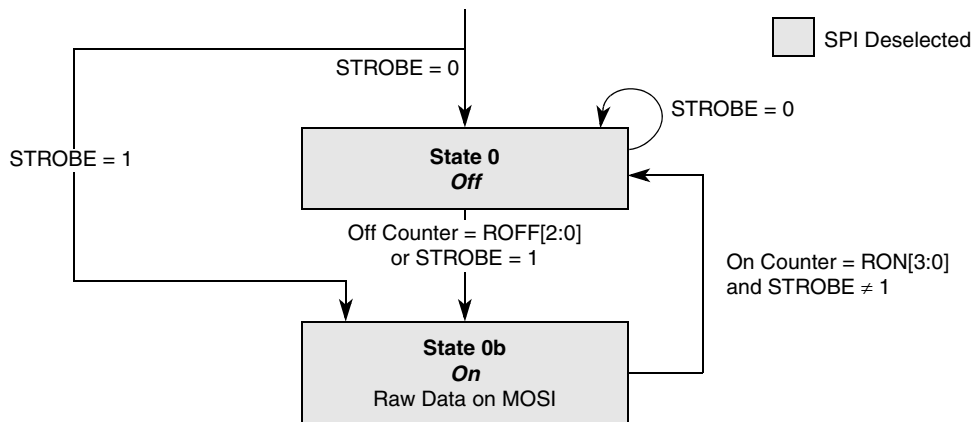 SPI Deselected
STROBE = 0
STROBE = 0
STROBE = 1
State 0
Off
Off Counter = ROFF[2:0]
or STROBE = 1
On Counter = RON[3:0]
and STROBE ≠ 1
State 0b
On
Raw Data on MOSI